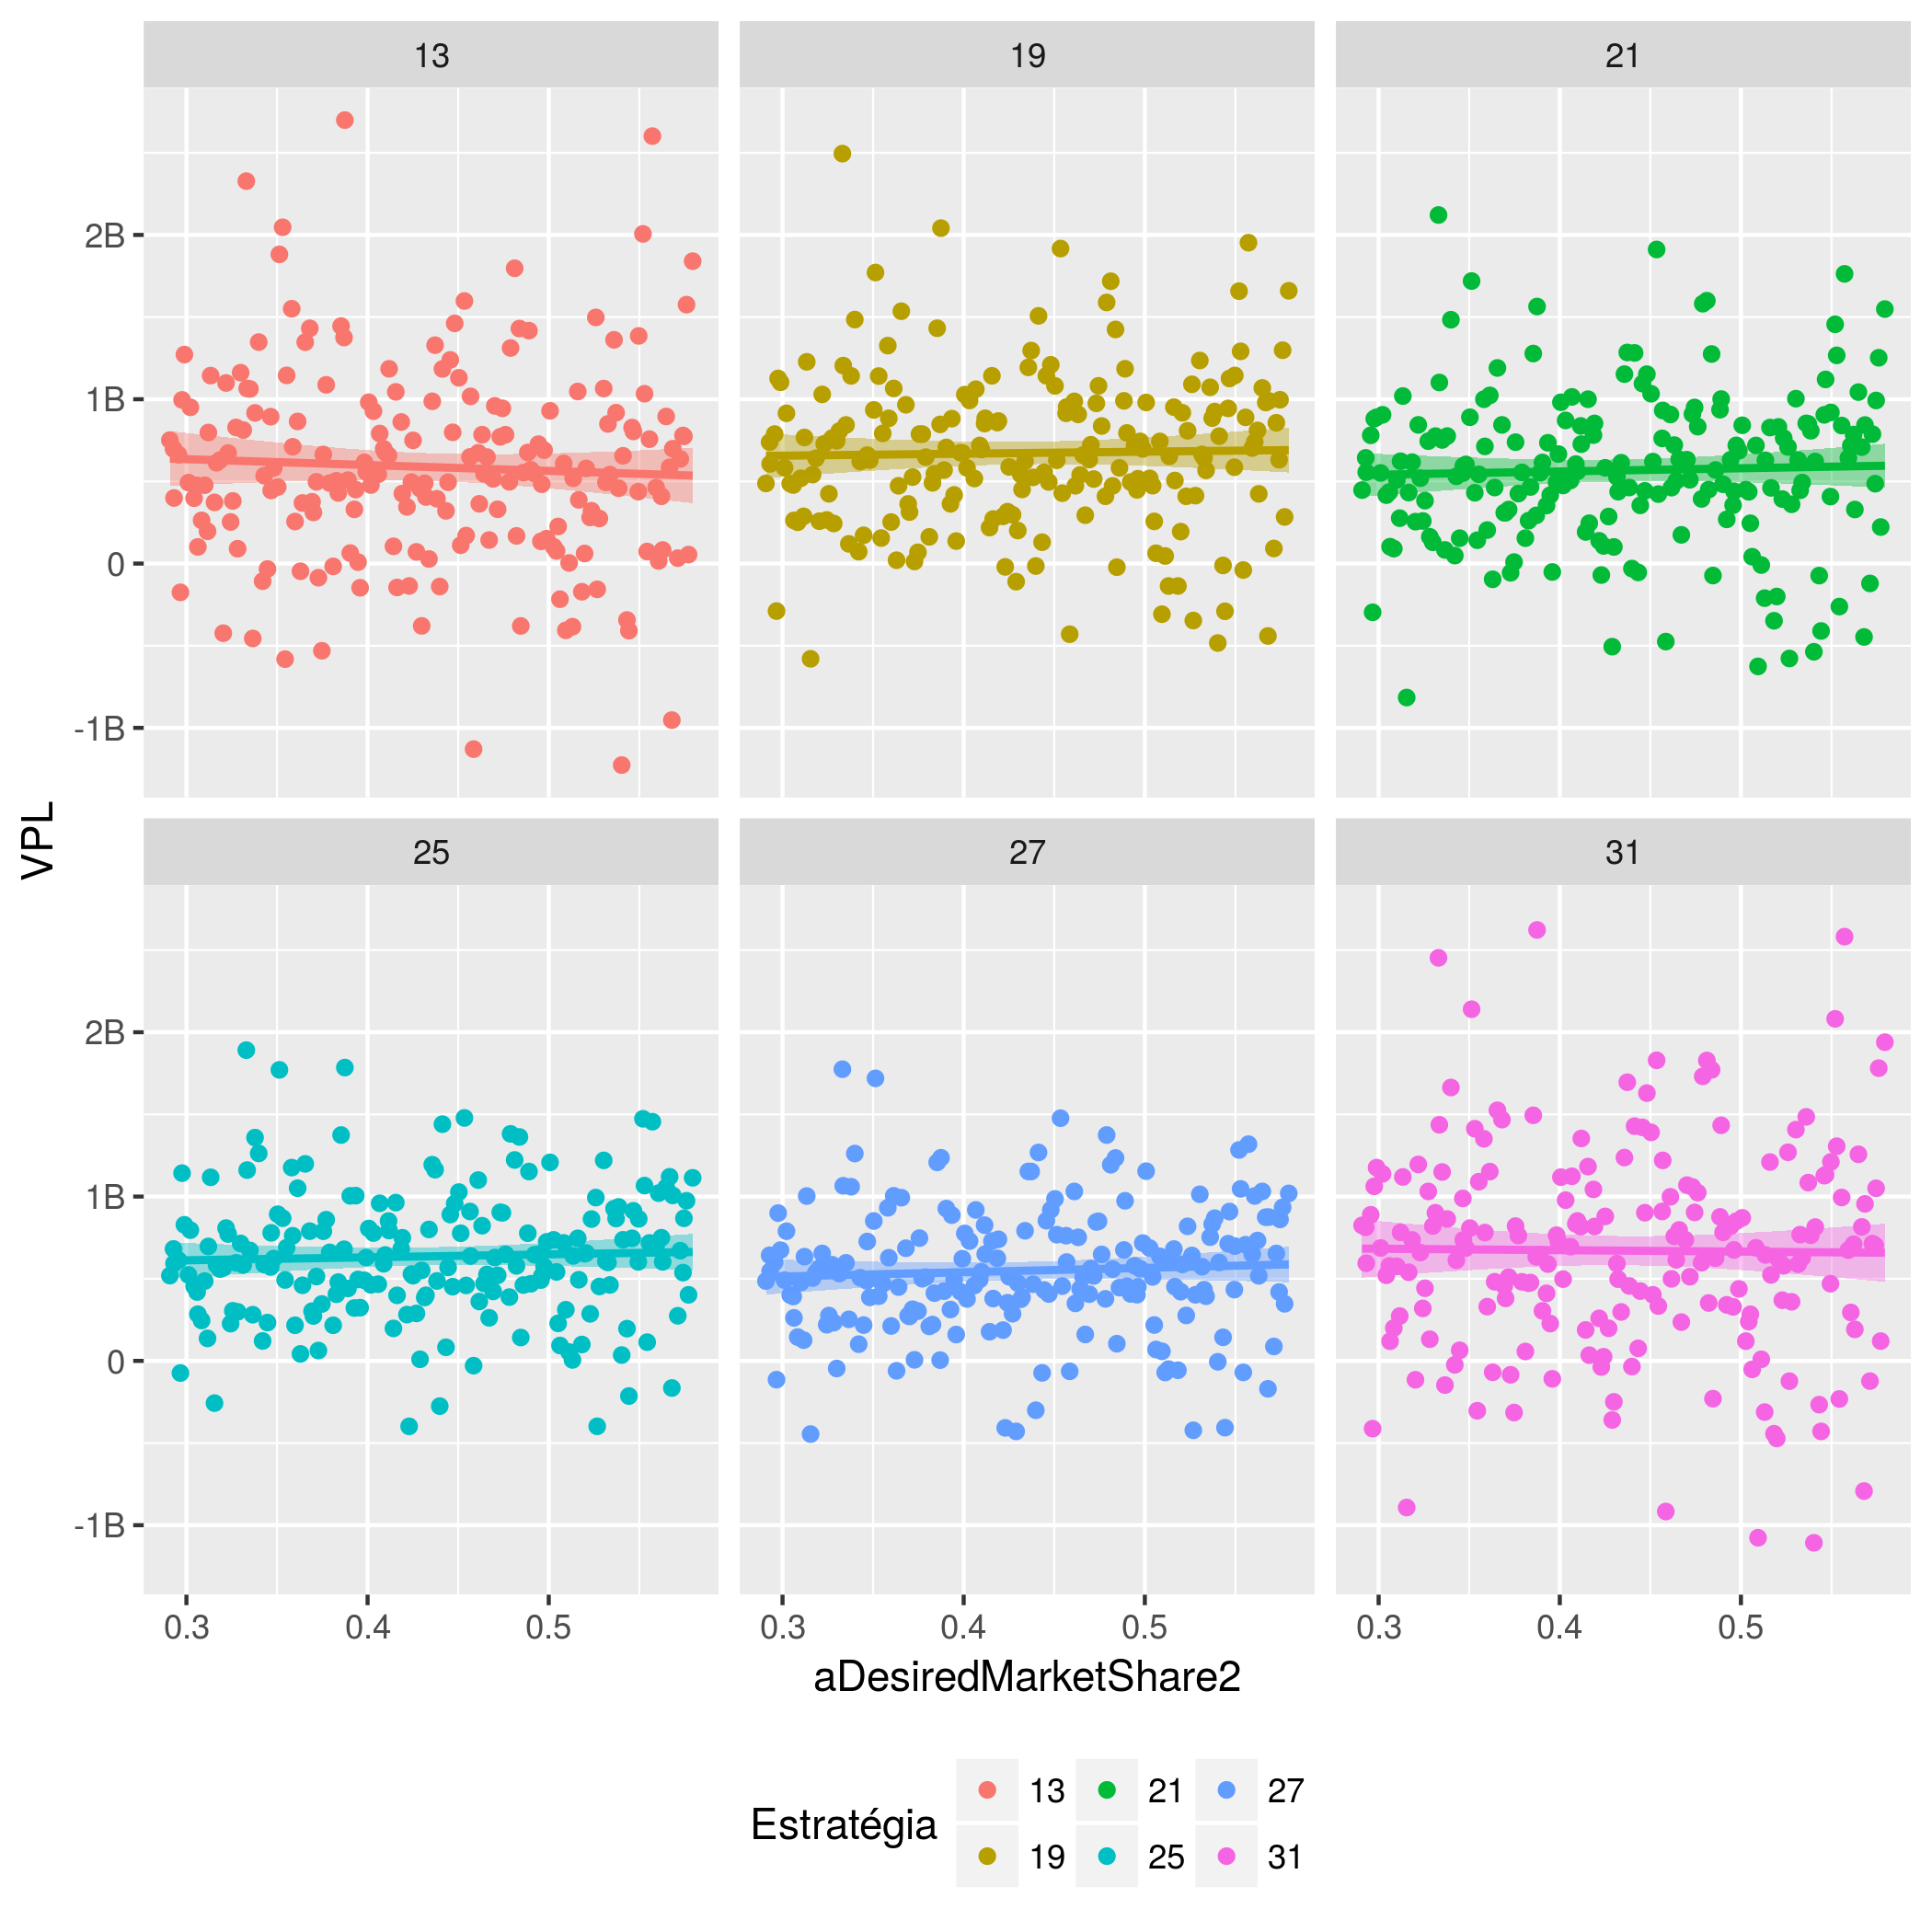 13 19 21
2B
1B
0
-1B
VPL
25 27 31
2B
1B
0
-1B
0.3 0.4 0.5 0.3 0.4 0.5 0.3 0.4 0.5
aDesiredMarketShare2
Estratégia
13 21 27
19 25 31